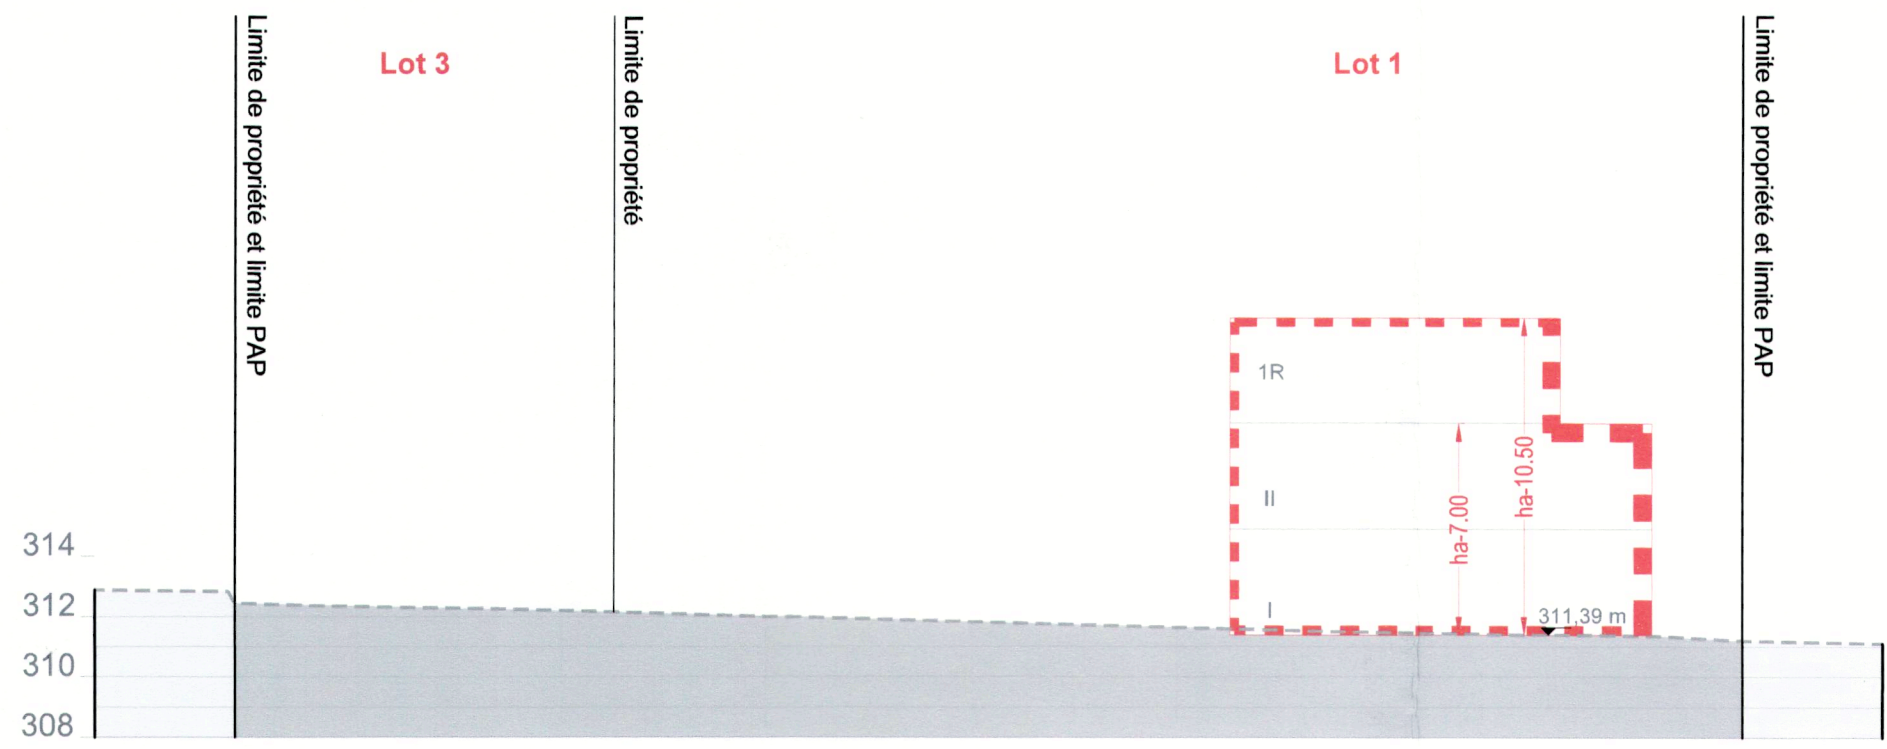 Limite de propriété et limite PAP
Lot 3
Limite de propriété
Lot 1
Limite de propriété et limite PAP
1R
II
I
ha-7.00
ha-10.50
311,39 m
314
312
310
308